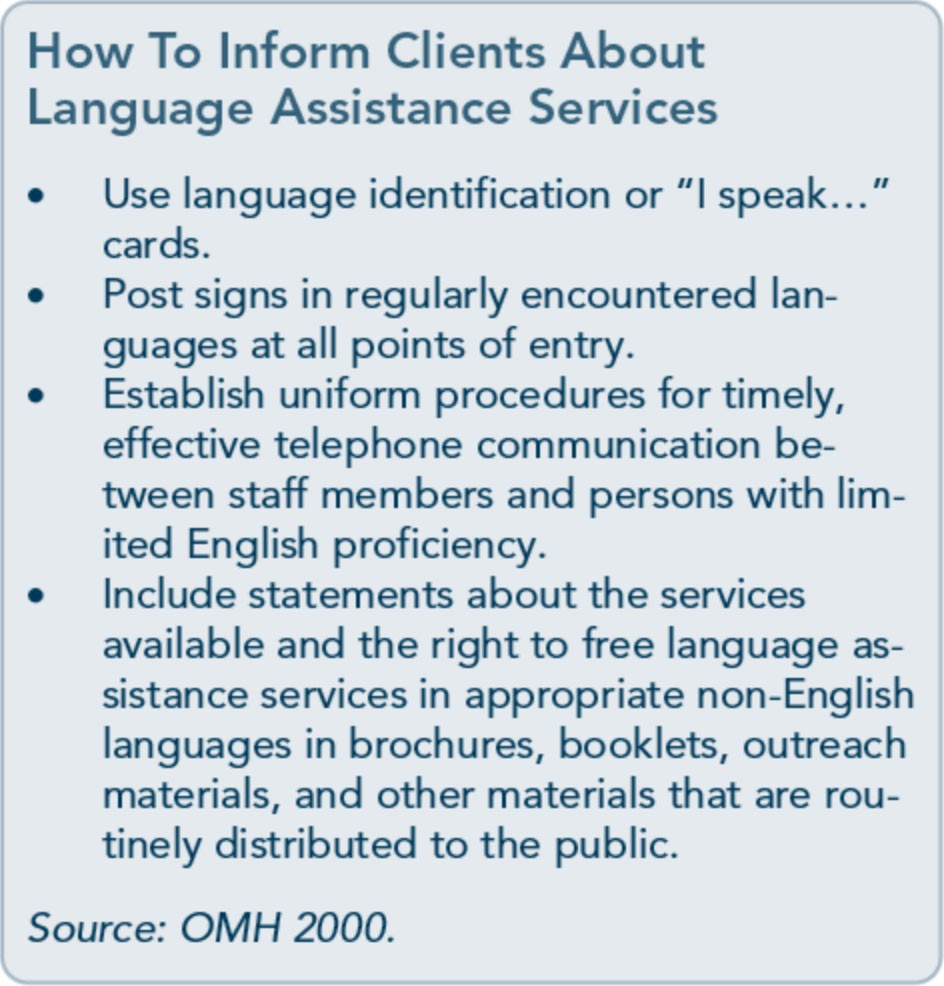 How To Inform Clients About
Language Assistance Services
• Use language identification or “I speak…”
cards.
• Post signs in regularly encountered lan-
guages at all points of entry.
• Establish uniform procedures for timely,
effective telephone communication be-
tween staff members and persons with lim-
ited English proficiency.
• Include statements about the services
available and the right to free language as-
sistance services in appropriate non-English
languages in brochures, booklets, outreach
materials, and other materials that are rou-
tinely distributed to the public.
Source: OMH 2000.